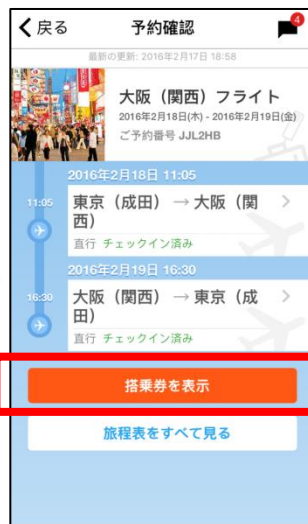 戻る 予約確認 4
最新の更新: 2016年2月17日 18:58
大阪（関西）フライト
2016年2月18日(木) - 2016年2月19日(金)
ご予約番号 JJL2HB
2016年2月18日 11:05
11:05 東京（成田）→大阪（関
西）
直行 チェックイン済み
2016年2月19日 16:30
16:30 大阪（関西）→東京（成
田）
直行 チェックイン済み
搭乗券を表示
旅程表をすべて見る